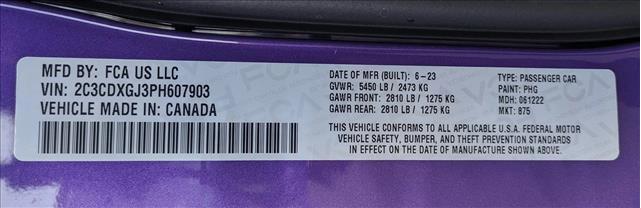 MFD BY: FCA US LLC
VIN: 2C3CDXGJ3PH607903
VEHICLE MADE IN: CANADA
DATE OF MFR (BUILT): 6-23
GVWR: 5450 LB / 2473 KG
GAWR FRONT: 2810 LB / 1275 KG
GAWR REAR: 2810 LB / 1275 KG
TYPE: PASSENGER CAR
PAINT: PHG
MDH: 061222
MKT: 875
THIS VEHICLE CONFORMS TO ALL APPLICABLE U.S.A. FEDERAL MOTOR
VEHICLE SAFETY, BUMPER, AND THEFT PREVENTION STANDARDS
IN EFFECT ON THE DATE OF MANUFACTURE SHOWN ABOVE.